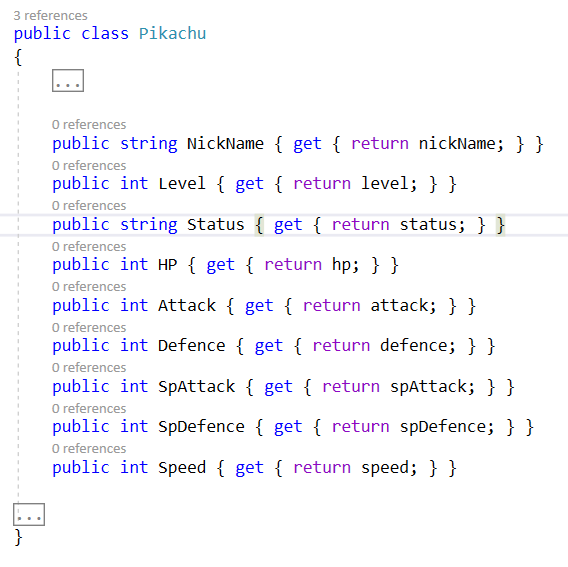 3 references
public class Pikachu
{
...
0 references
public string NickName { get { return nickName; } }
0 references
public int Level { get { return level; } }
0 references
public string Status { get { return status; } }
0 references
public int HP { get { return hp; } }
0 references
public int Attack { get { return attack; } }
0 references
public int Defence { get { return defence; } }
0 references
public int SpAttack { get { return spAttack; } }
0 references
public int SpDefence { get { return spDefence; } }
0 references
public int Speed { get { return speed; } }
...
}